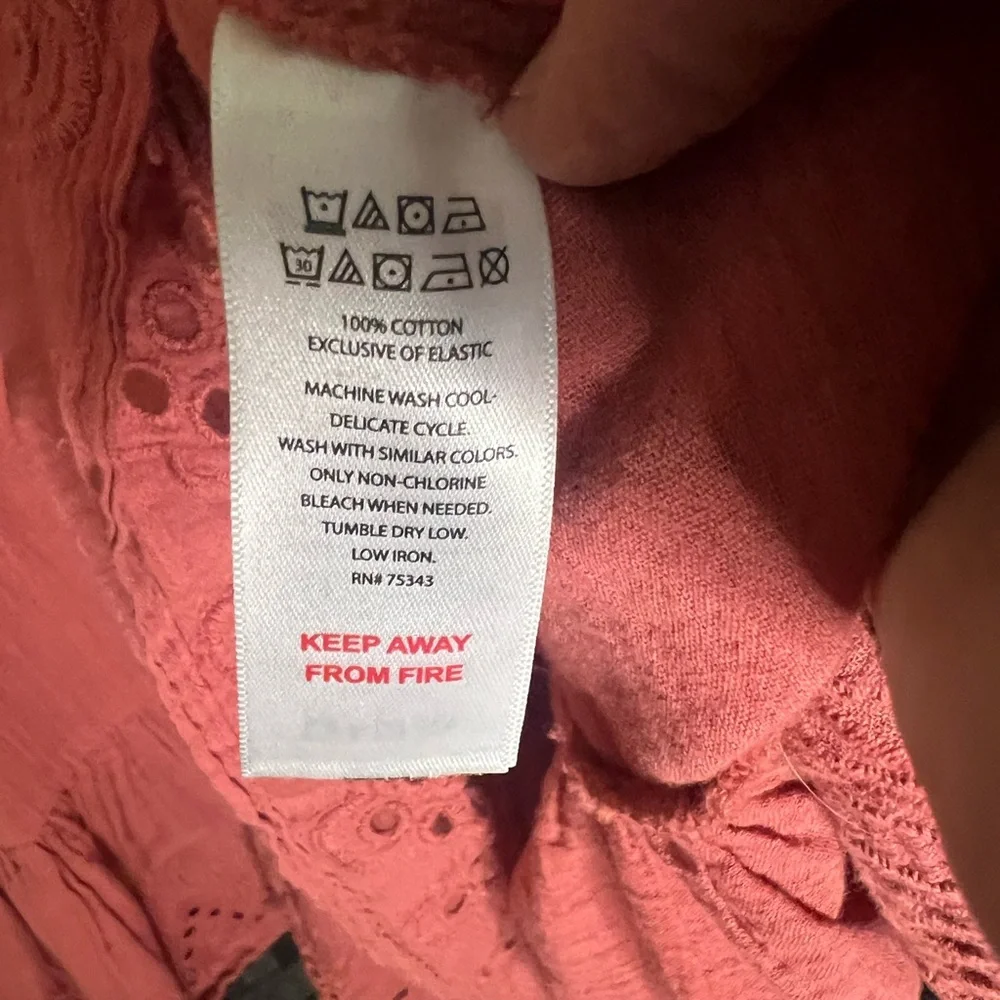 30
100% COTTON
EXCLUSIVE OF ELASTIC
MACHINE WASH COOL-
DELICATE CYCLE.
WASH WITH SIMILAR COLORS.
ONLY NON-CHLORINE
BLEACH WHEN NEEDED.
TUMBLE DRY LOW.
LOW IRON.
RN# 75343
KEEP AWAY
FROM FIRE